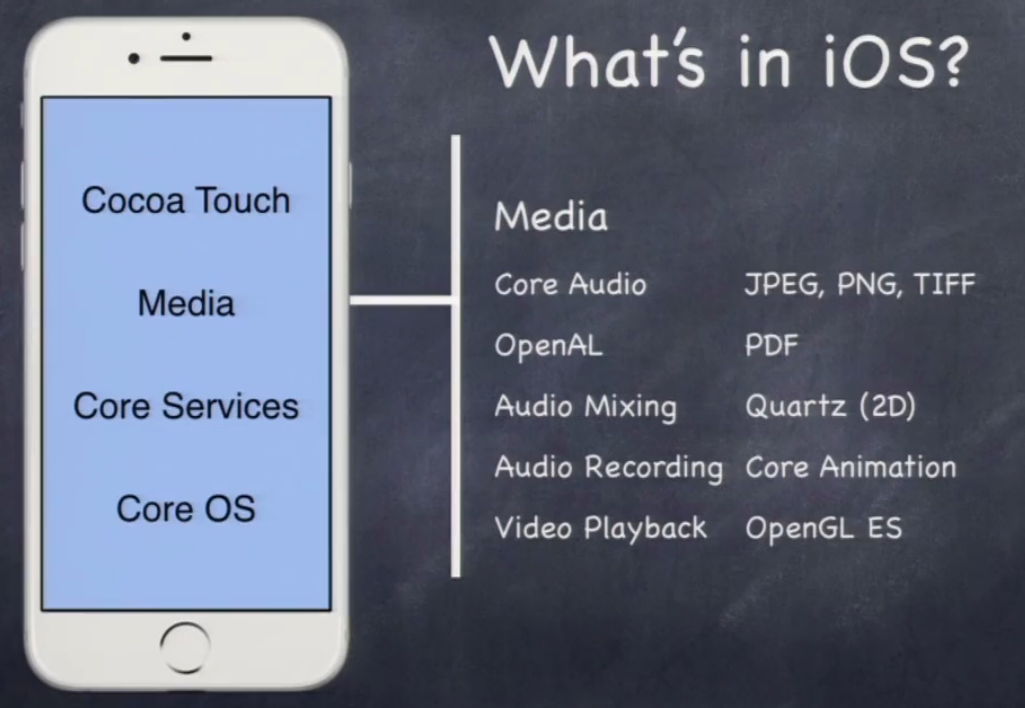 What's in iOS?
Cocoa Touch
Media
Core Services
Core OS
Media
Core Audio
OpenAL
Audio Mixing
Audio Recording
Video Playback
JPEG, PNG, TIFF
PDF
Quartz (2D)
Core Animation
OpenGL ES